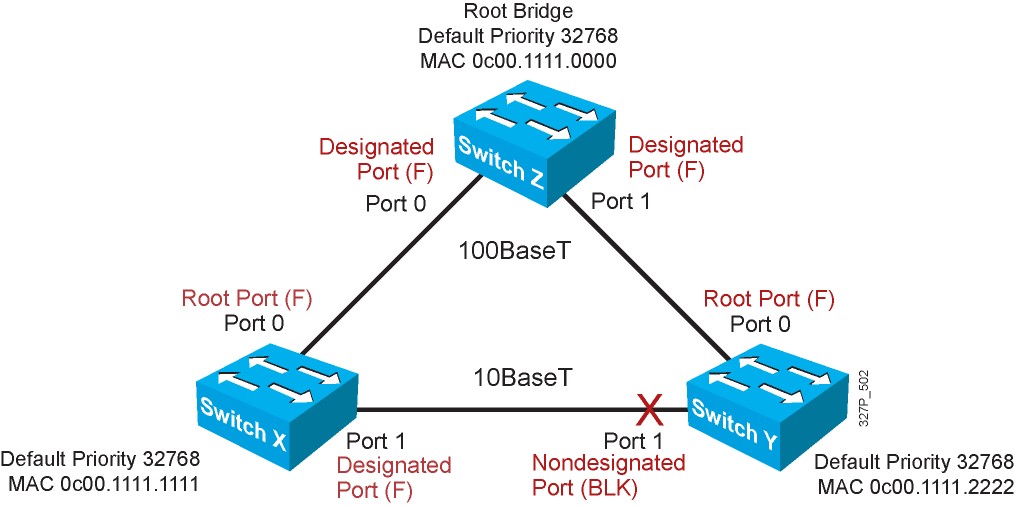 Root Bridge
Default Priority 32768
MAC 0c00.1111.0000
Designated
Port (F)
Port 0
Switch Z
Designated
Port (F)
Port 1
100BaseT
Root Port (F)
Port 0
Root Port (F)
Port 0
10BaseT
Switch X
X
Switch Y
327P_502
Port 1
Designated
Port (F)
Port 1
Nondesignated
Port (BLK)
Default Priority 32768
MAC 0c00.1111.1111
Default Priority 32768
MAC 0c00.1111.2222